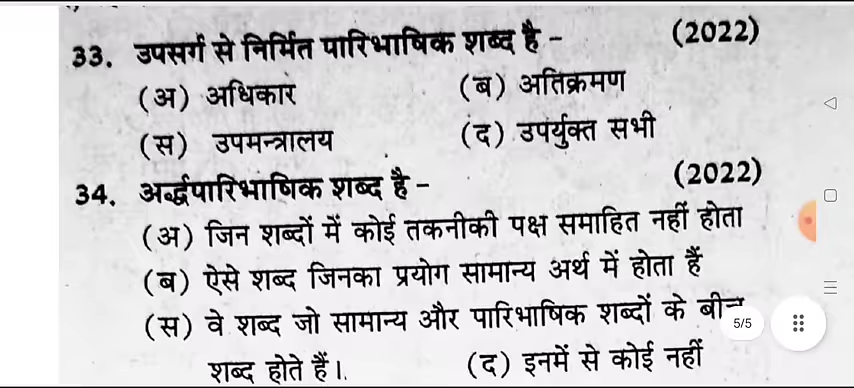 33. उपसर्ग से निर्मित पारिभाषिक शब्द है – (2022)
(अ) अधिकार (ब) अतिक्रमण
(स) उपमन्त्रालय (द) उपर्युक्त सभी
34. अर्द्धपारिभाषिक शब्द है – (2022)
(अ) जिन शब्दों में कोई तकनीकी पक्ष समाहित नहीं होता
(ब) ऐसे शब्द जिनका प्रयोग सामान्य अर्थ में होता हैं
(स) वे शब्द जो सामान्य और पारिभाषिक शब्दों के
5/5
शब्द होते हैं। (द) इनमें से कोई नहीं